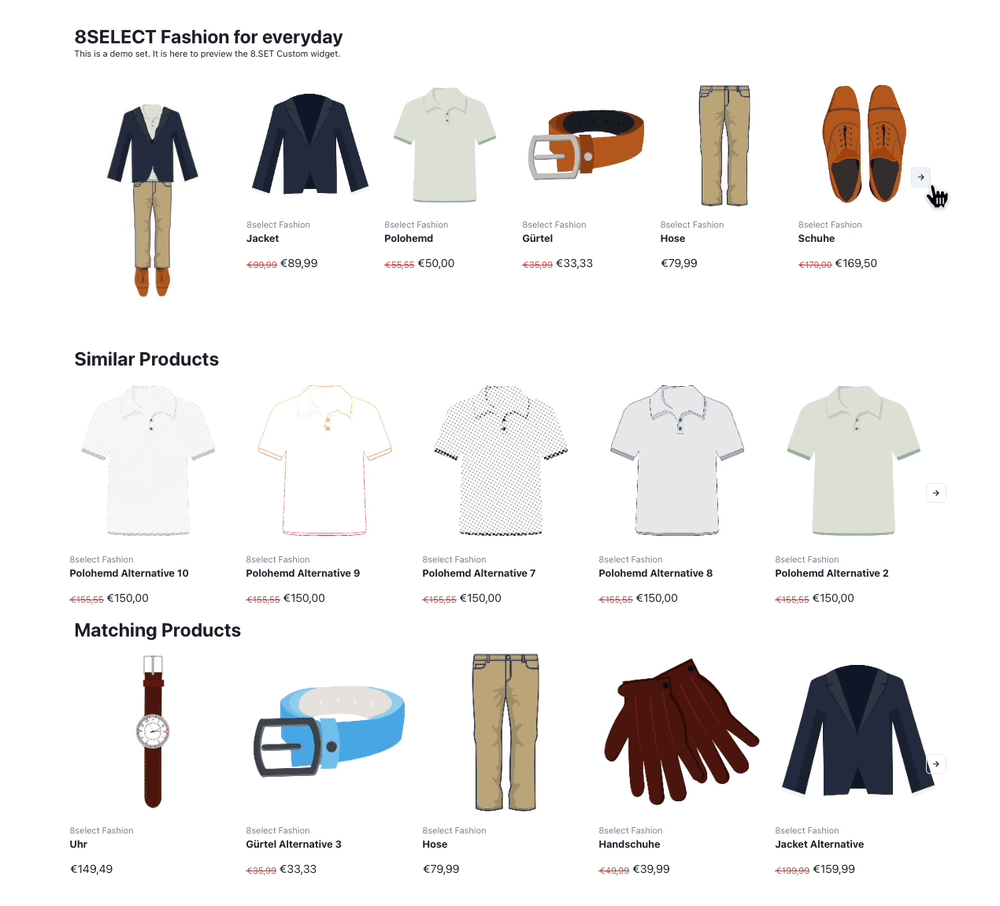 8SELECT Fashion for everyday
This is a demo set. It is here to preview the 8.SET Custom widget.
8select Fashion
Jacket
€99,99 €89,99
8select Fashion
Polohemd
€55,55 €50,00
8select Fashion
Gürtel
€35,99 €33,33
8select Fashion
Hose
€79,99
8select Fashion
Schuhe
€170,00 €169,50
Similar Products
8select Fashion
Polohemd Alternative 10
€155,55 €150,00
8select Fashion
Polohemd Alternative 9
€155,55 €150,00
8select Fashion
Polohemd Alternative 7
€155,55 €150,00
8select Fashion
Polohemd Alternative 8
€155,55 €150,00
8select Fashion
Polohemd Alternative 2
€155,55 €150,00
Matching Products
8select Fashion
Uhr
€149,49
8select Fashion
Gürtel Alternative 3
€35,99 €33,33
8select Fashion
Hose
€79,99
8select Fashion
Handschuhe
€49,99 €39,99
8select Fashion
Jacket Alternative
€199,99 €159,99